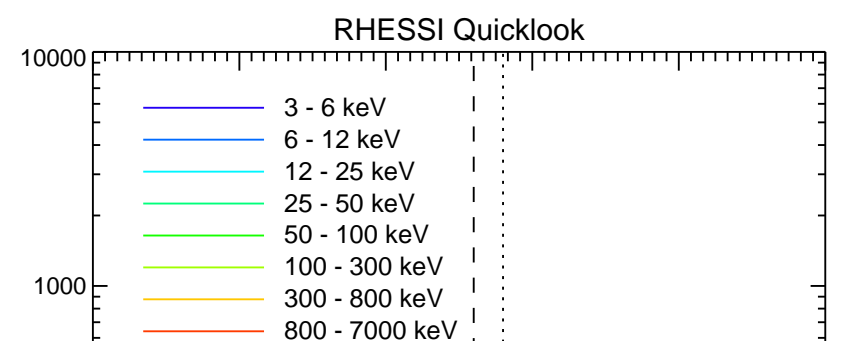 RHESSI Quicklook
10000
3 - 6 keV
6 - 12 keV
12 - 25 keV
25 - 50 keV
50 - 100 keV
100 - 300 keV
1000
300 - 800 keV
800 - 7000 keV